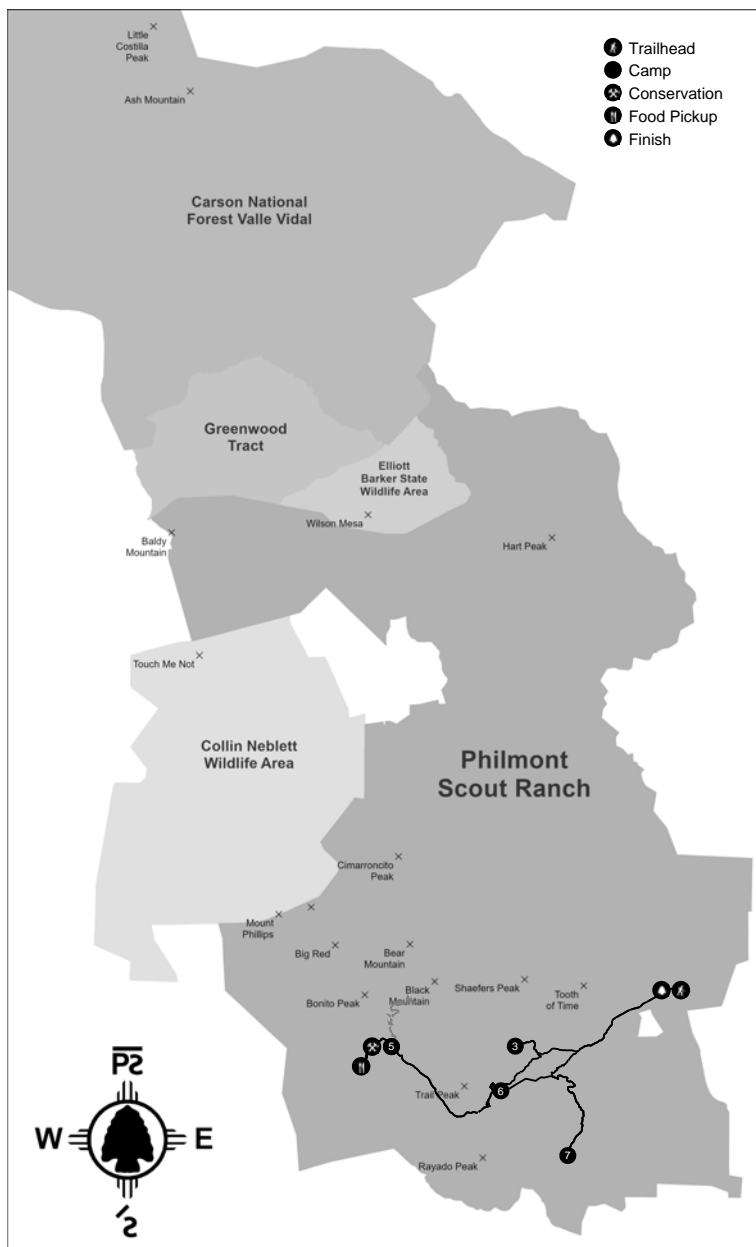 Little
Costilla
Peak
Ash Mountain
Trailhead
Camp
Conservation
Food Pickup
Finish
Carson National
Forest Valle Vidal
Greenwood
Tract
Elliott
Barker State
Wildlife Area
Wilson Mesa
Baldy
Mountain
Hart Peak
Touch Me Not
Collin Neblett
Wildlife Area
Philmont
Scout Ranch
Cimarroncito
Peak
Mount
Phillips
Big Red
Bear
Mountain
Bonito Peak
Black
Mountain
Shaefers Peak
Tooth
of Time
5
3
6
Trail Peak
7
Rayado Peak
W
E